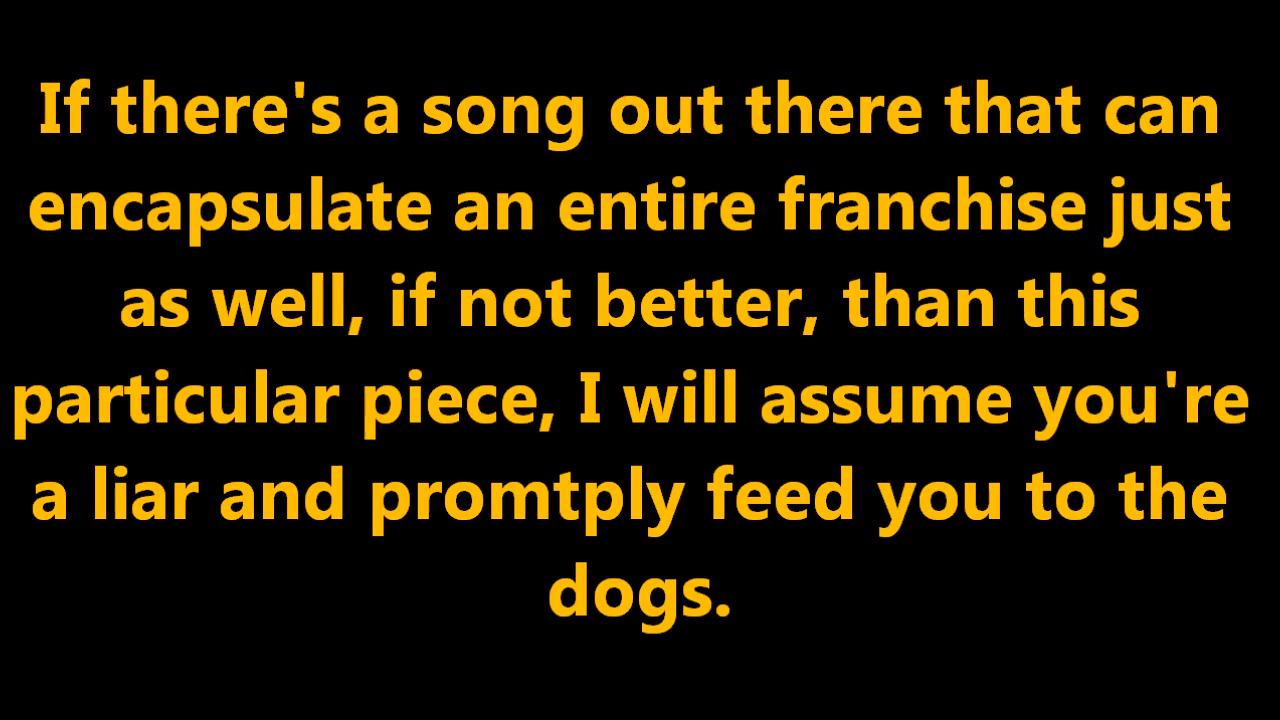 If there's a song out there that can
encapsulate an entire franchise just
as well, if not better, than this
particular piece, I will assume you're
a liar and promtply feed you to the
dogs.